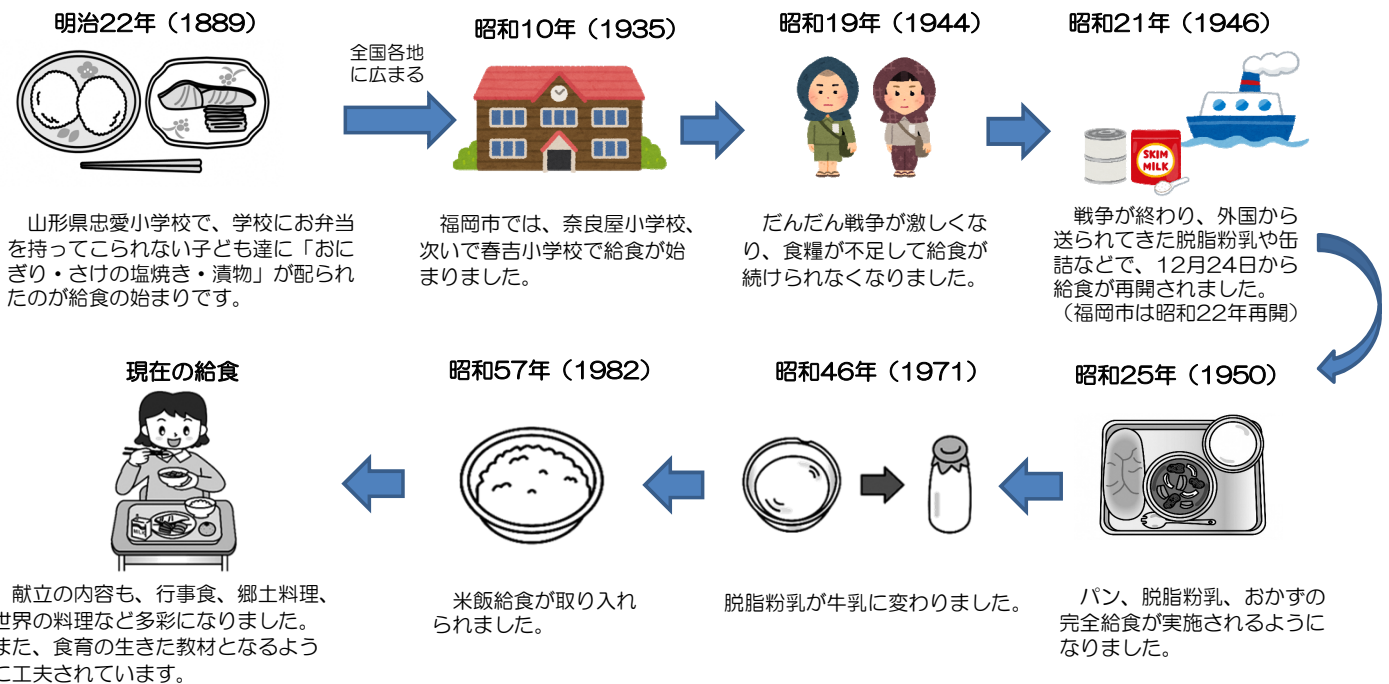 明治22年（1889）
山形県忠愛小学校で、学校にお弁当
を持ってこられない子ども達に「おに
ぎり・さけの塩焼き・漬物」が配られ
たのが給食の始まりです。
全国各地
に広まる
昭和10年（1935）
福岡市では、奈良屋小学校、
次いで春吉小学校で給食が始
まりました。
昭和19年（1944）
だんだん戦争が激しくな
り、食糧が不足して給食が
続けられなくなりました。
昭和21年（1946）
SKIM
MILK
戦争が終わり、外国から
送られてきた脱脂粉乳や缶
詰などで、12月24日から
給食が再開されました。
（福岡市は昭和22年再開）
昭和25年（1950）
パン、脱脂粉乳、おかずの
完全給食が実施されるように
なりました。
昭和46年（1971）
脱脂粉乳が牛乳に変わりました。
昭和57年（1982）
米飯給食が取り入れ
られました。
現在の給食
献立の内容も、行事食、郷土料理、
世界の料理など多彩になりました。
また、食育の生きた教材となるよう
に工夫されています。